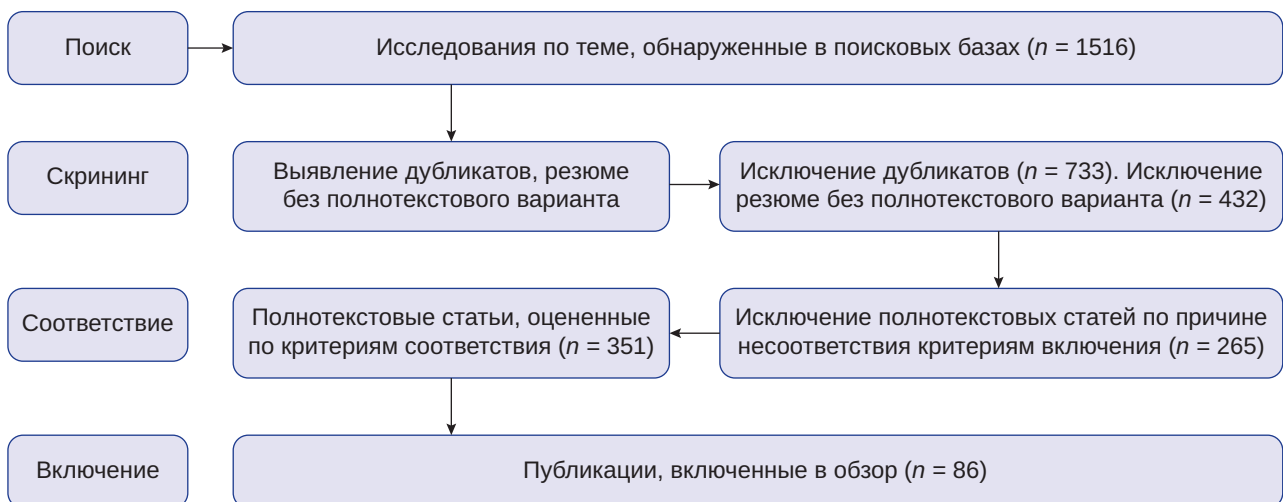 Поиск
Исследования по теме, обнаруженные в поисковых базах (n = 1516)
Скрининг
Выявление дубликатов, резюме
без полнотекстового варианта
Исключение дубликатов (n = 733). Исключение
резюме без полнотекстового варианта (n = 432)
Соответствие
Полнотекстовые статьи, оцененные
по критериям соответствия (n = 351)
Исключение полнотекстовых статей по причине
несоответствия критериям включения (n = 265)
Включение
Публикации, включенные в обзор (n = 86)